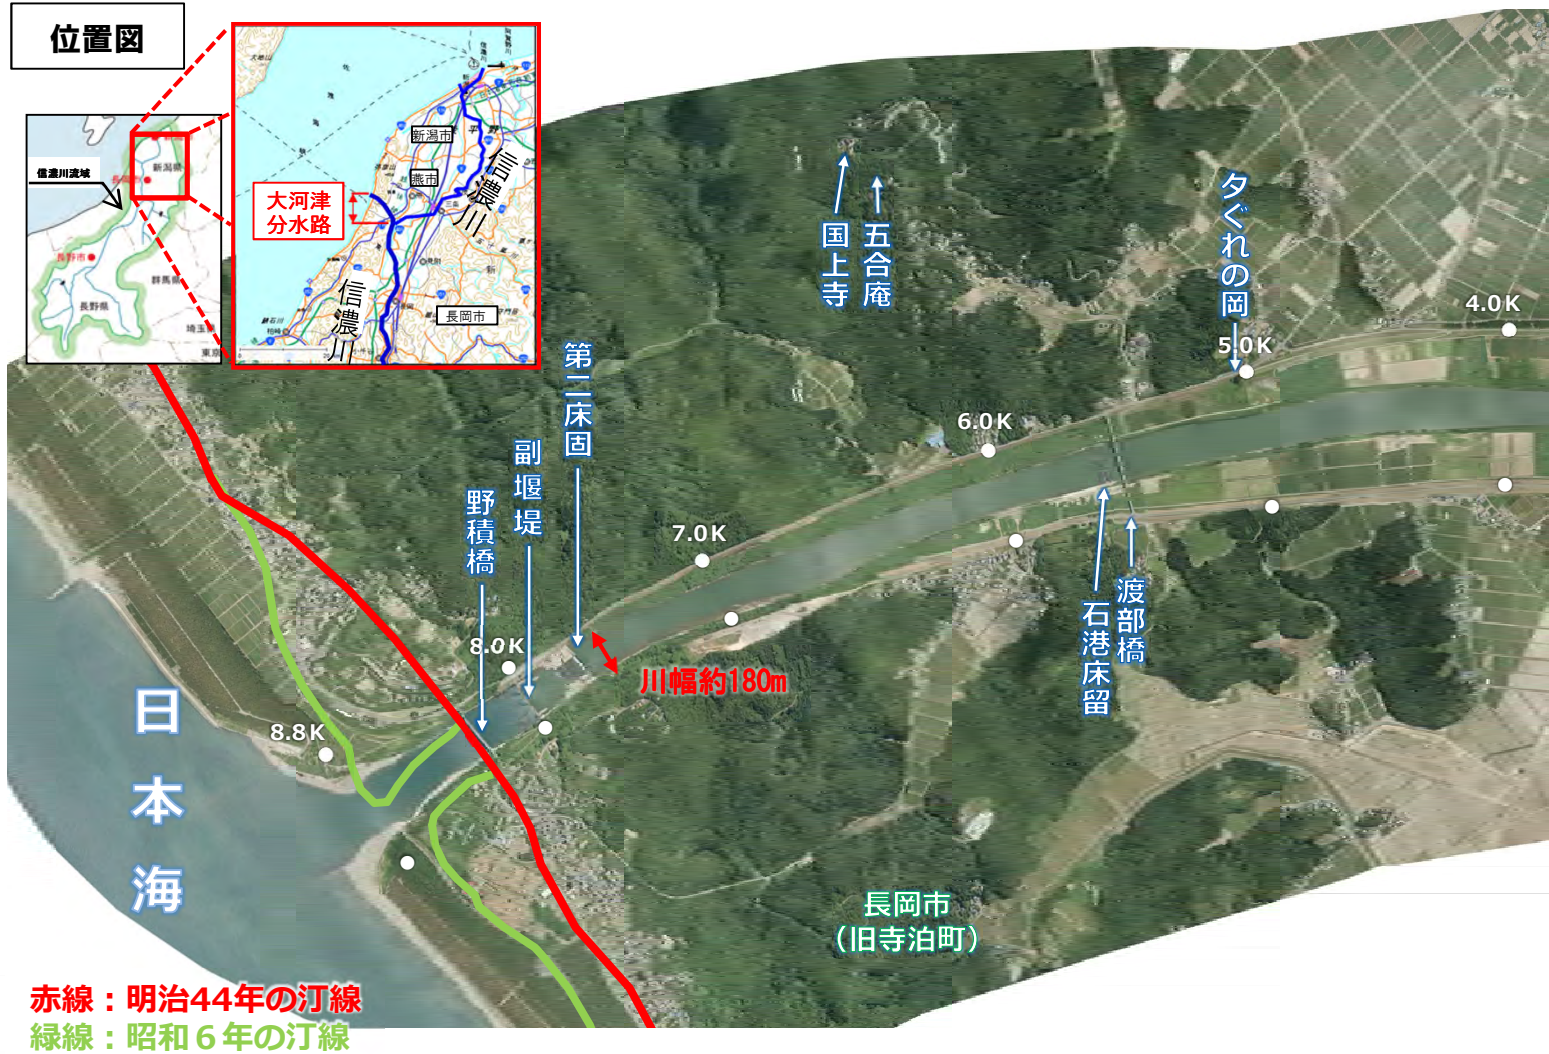 位置図
信濃川流域
新潟県
長野市
長野県
群馬県
埼玉
東京
新潟市
燕市
長岡市
信濃川
信濃川
大河津
分水路
国上寺
五合庵
夕ぐれの岡
4.0K
5.0K
6.0K
7.0K
8.0K
8.8K
第二床固
副堰堤
野積橋
渡部橋
石港床留
川幅約180m
日本海
長岡市
（旧寺泊町）
赤線：明治44年の汀線
緑線：昭和６年の汀線